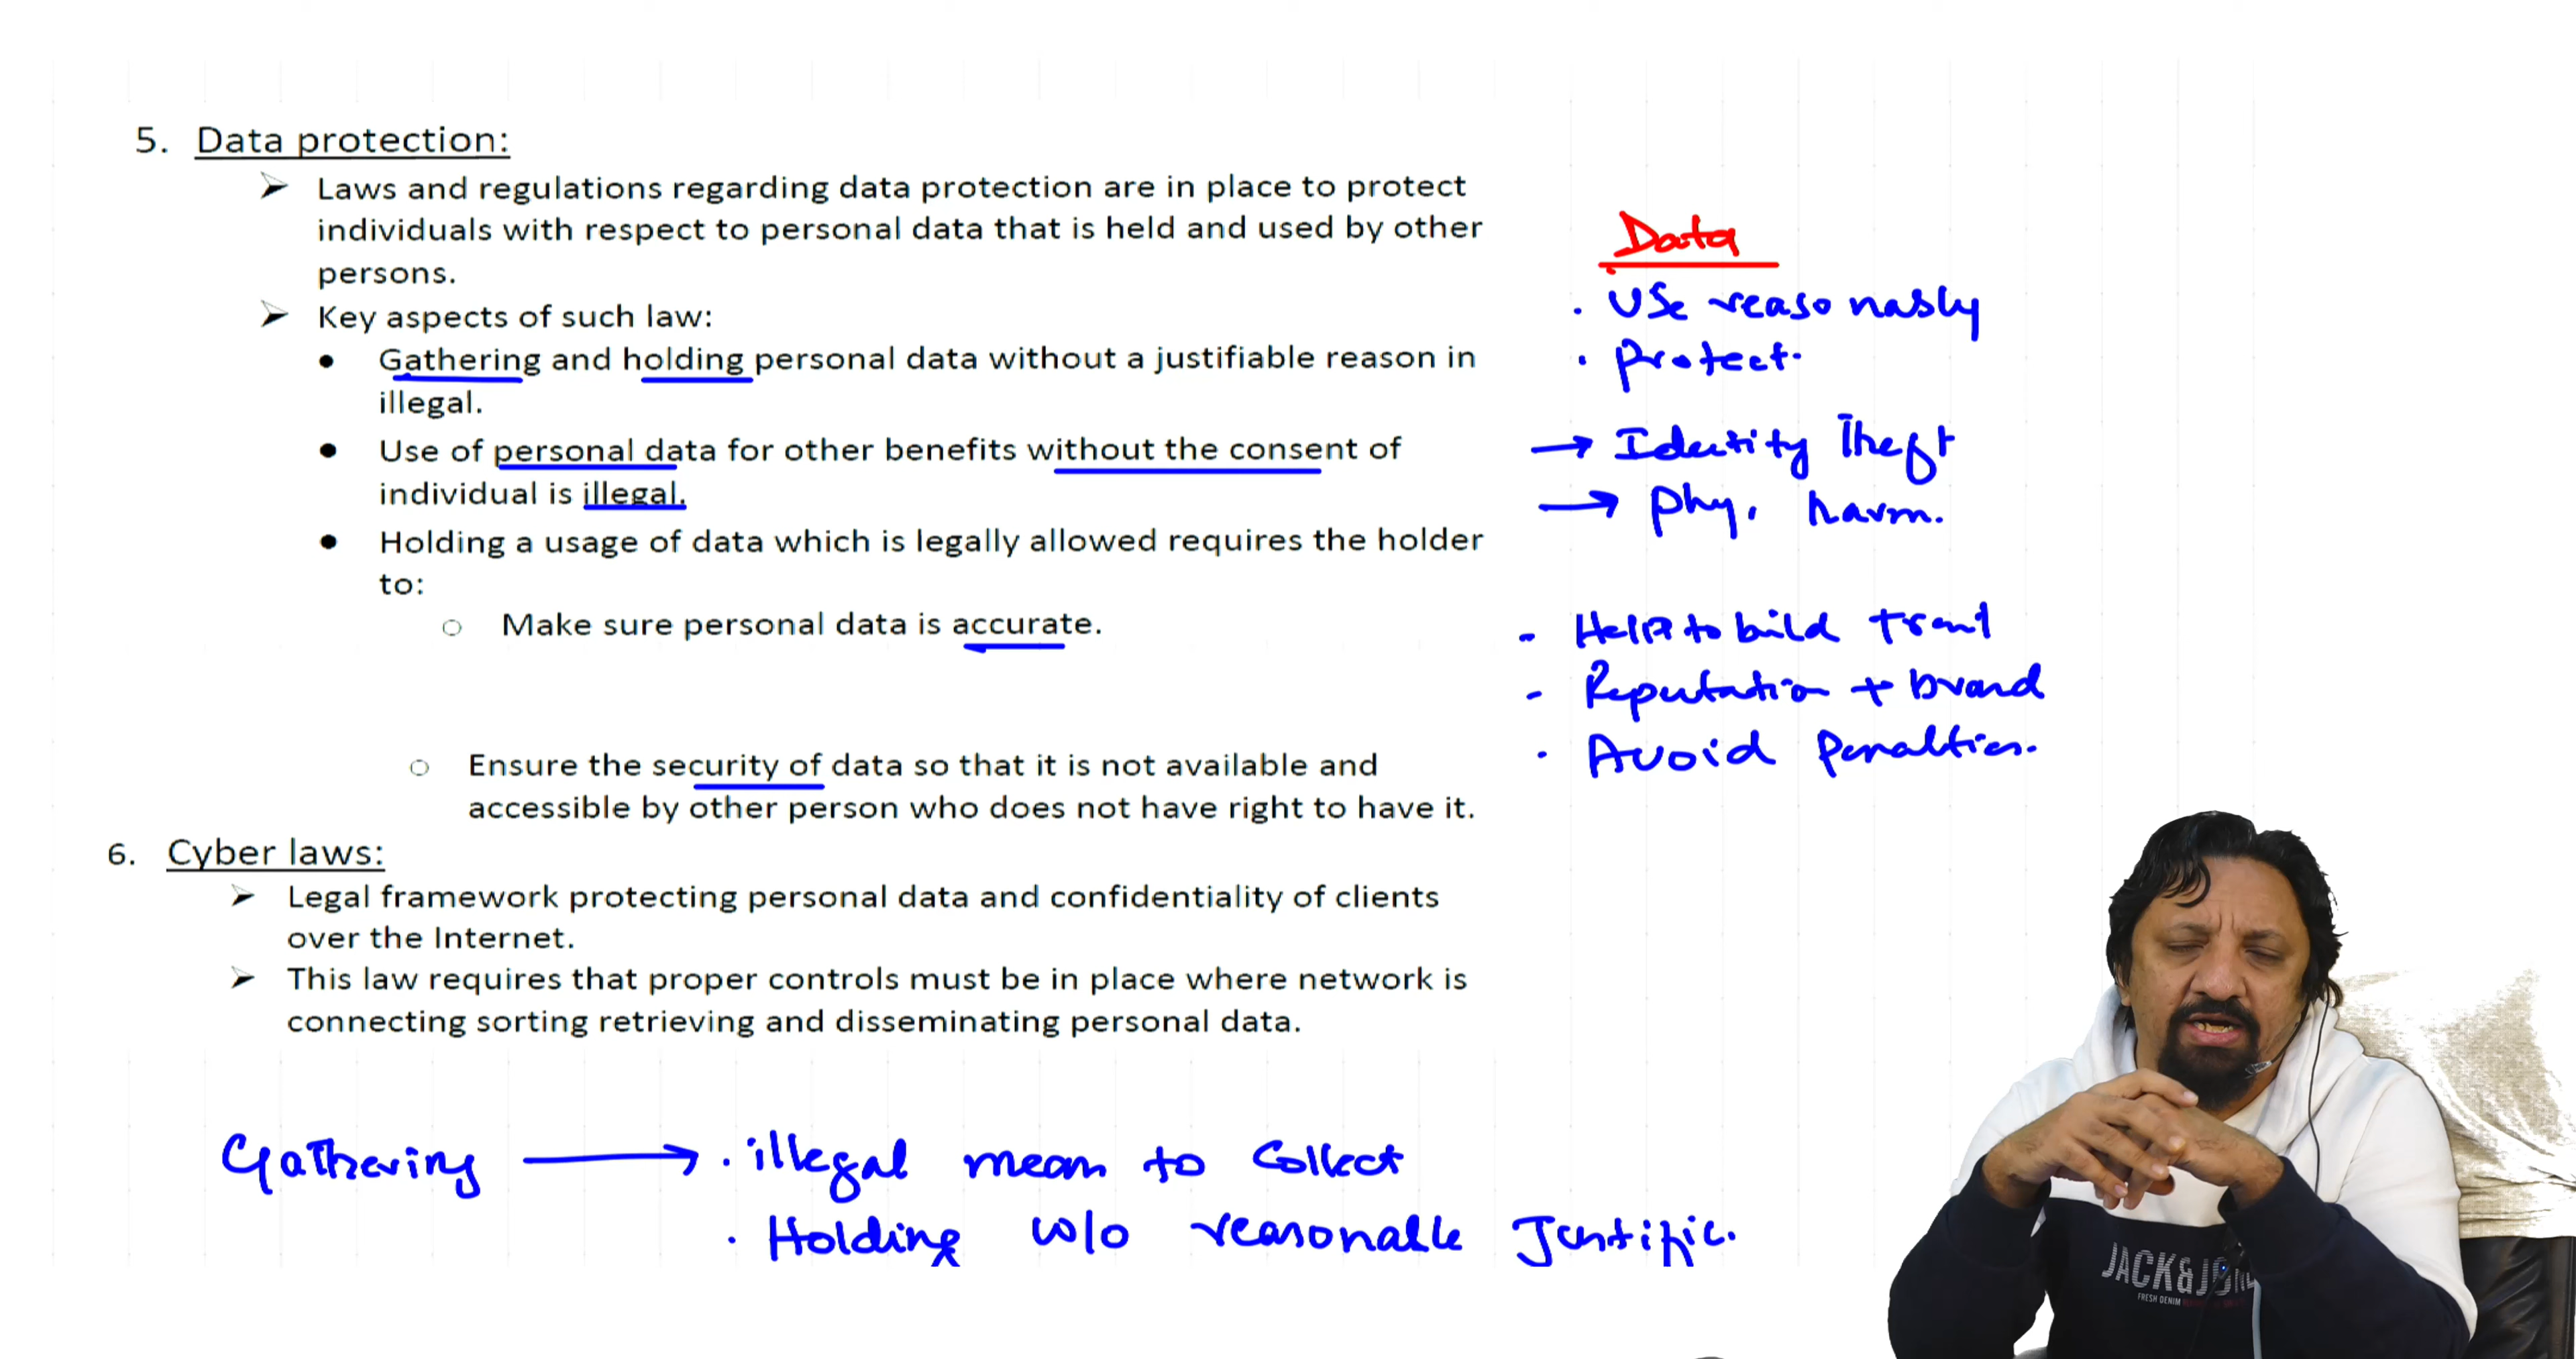 5. Data protection:
➢ Laws and regulations regarding data protection are in place to protect
individuals with respect to personal data that is held and used by other
persons.
➢ Key aspects of such law:
● Gathering and holding personal data without a justifiable reason in
illegal.
● Use of personal data for other benefits without the consent of
individual is illegal.
● Holding a usage of data which is legally allowed requires the holder
to:
○ Make sure personal data is accurate.
○ Ensure the security of data so that it is not available and
accessible by other person who does not have right to have it.
6. Cyber laws:
➢ Legal framework protecting personal data and confidentiality of clients
over the Internet.
➢ This law requires that proper controls must be in place where network is
connecting sorting retrieving and disseminating personal data.
Gathering → . illegal mean to collect
. Holding w/o reasonable Justific.
Data
. Use reasonably
. Protect.
→ Identity Theft
→ phy. harm.
- Help to build trust
- Reputation + brand
. Avoid Penalties.
JACK&JONES
FRESH DENIM